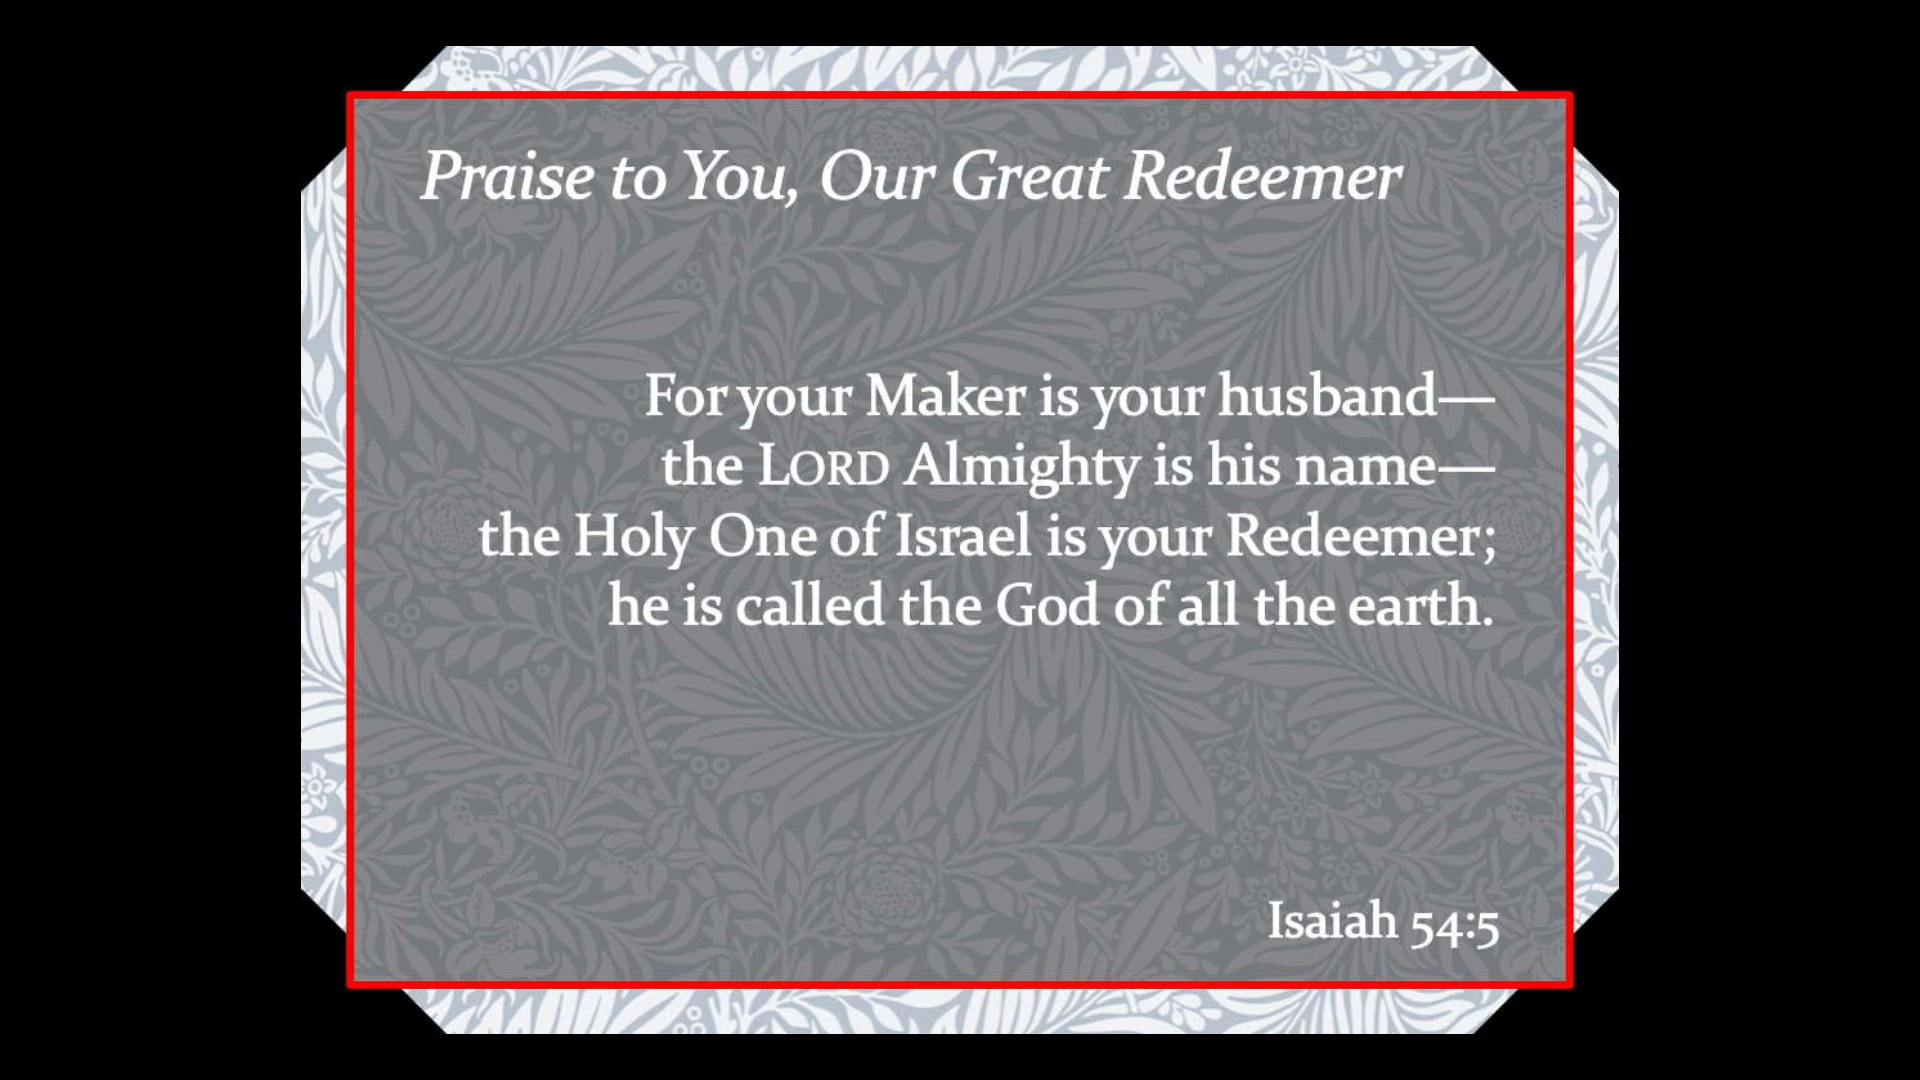 Praise to You, Our Great Redeemer
For your Maker is your husband—
the LORD Almighty is his name—
the Holy One of Israel is your Redeemer;
he is called the God of all the earth.
Isaiah 54:5